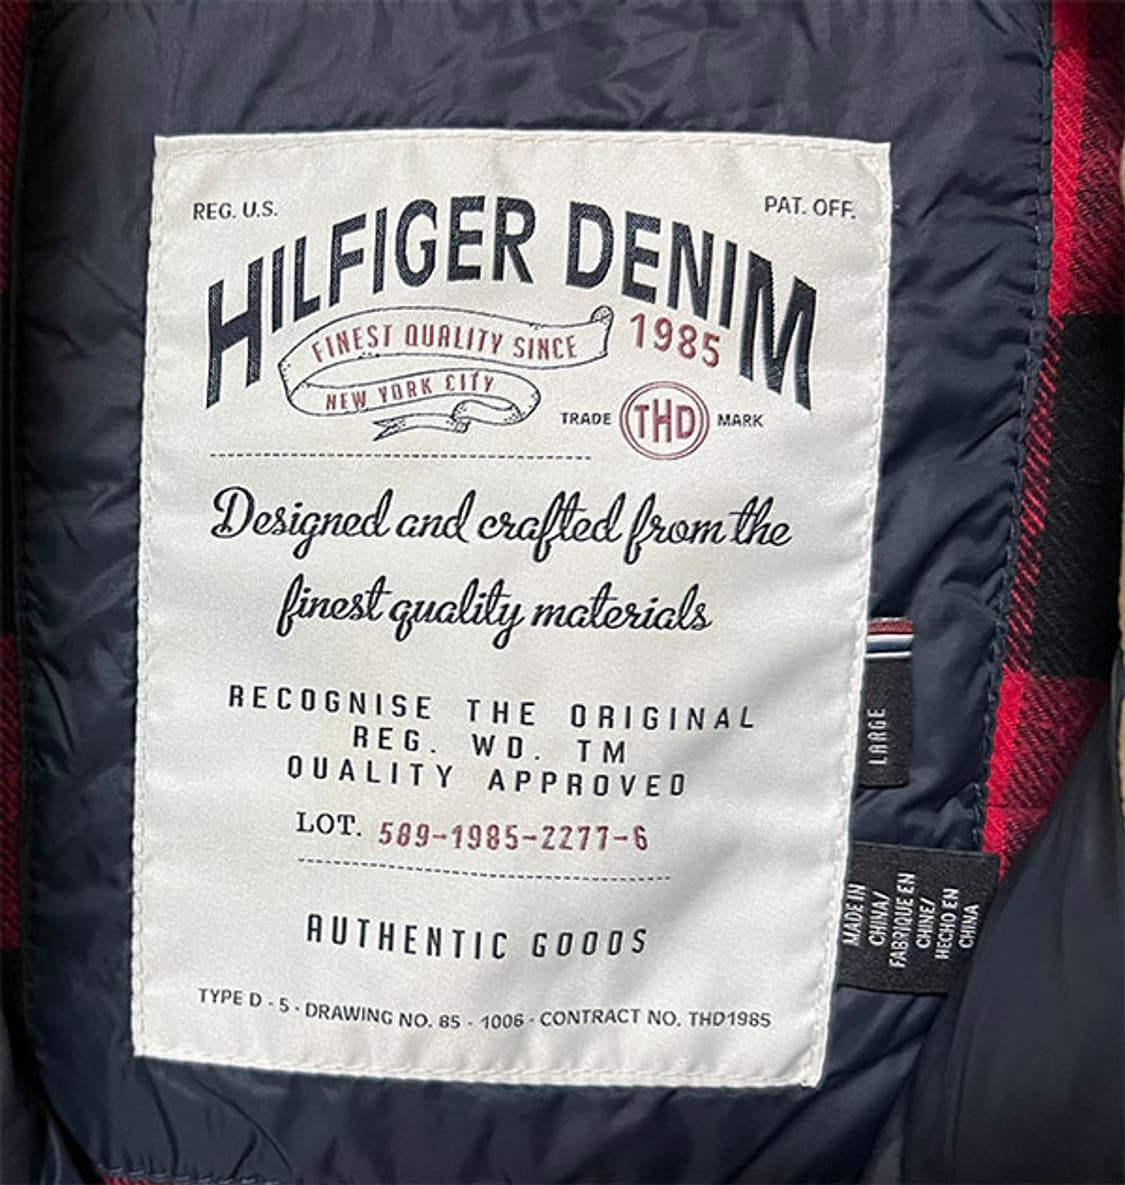 REG. U.S. PAT. OFF.
HILFIGER DENIM
FINEST QUALITY SINCE 1985
NEW YORK CITY
TRADE THD MARK
Designed and crafted from the
finest quality materials
RECOGNISE THE ORIGINAL
REG. WD. TM
QUALITY APPROVED
LOT. 589-1985-2277-6
AUTHENTIC GOODS
TYPE D - 5 - DRAWING NO. 85 - 1006 - CONTRACT NO. THD1985
LARGE
MADE IN
CHINA/
FABRIQUE EN
CHINE/
HECHO EN
CHINA